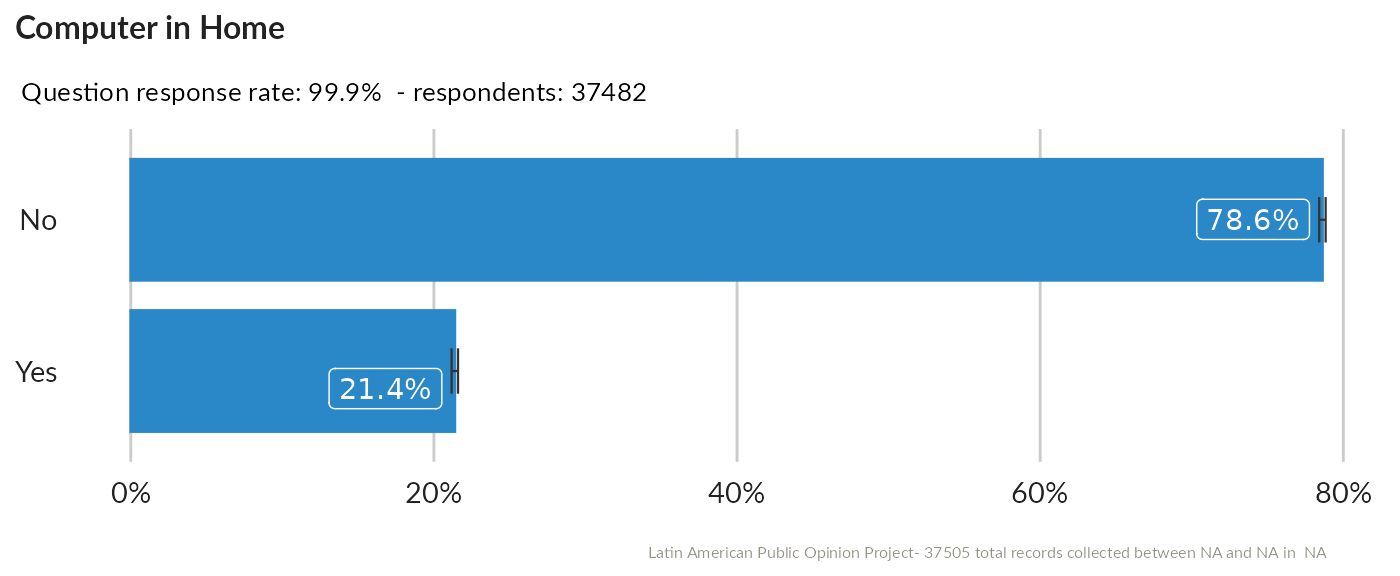 Computer in Home
Question response rate: 99.9%  - respondents: 37482
No
78.6%
Yes
21.4%
0% 20% 40% 60% 80%
Latin American Public Opinion Project- 37505 total records collected between NA and NA in  NA